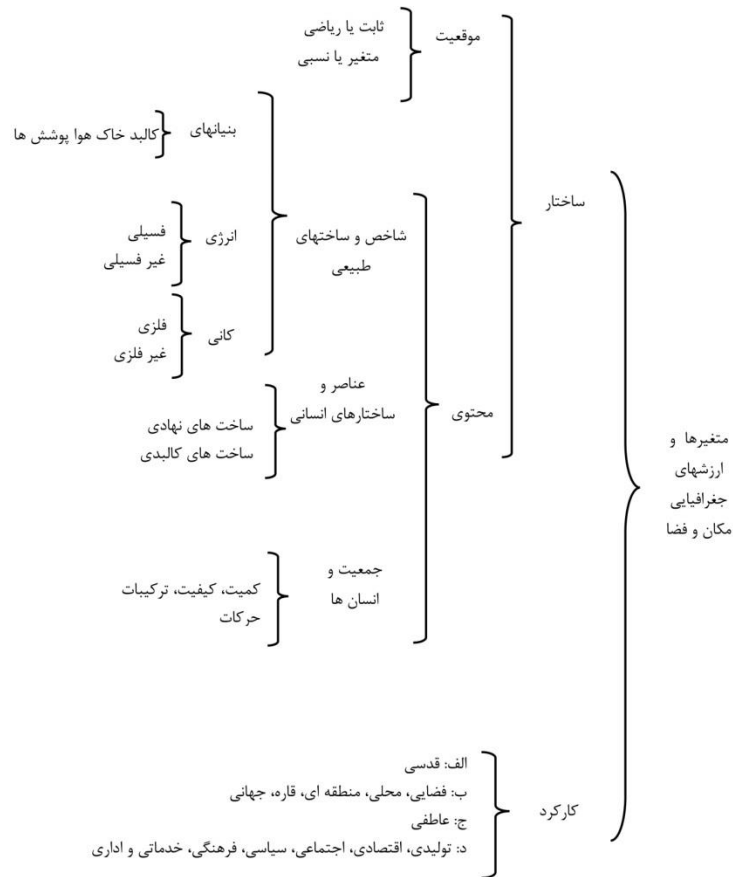 متغیرها و
ارزشهای
جغرافیایی
مکان و فضا
ساختار
موقعیت
ثابت یا ریاضی
متغیر یا نسبی
محتوی
شاخص و ساختهای
طبیعی
بنیانهای
کالبد خاک هوا پوشش ها
انرژی
فسیلی
غیر فسیلی
کانی
فلزی
غیر فلزی
عناصر و
ساختارهای انسانی
ساخت های نهادی
ساخت های کالبدی
جمعیت و
انسان ها
کمیت، کیفیت، ترکیبات
حرکات
کارکرد
الف: قدسی
ب: فضایی، محلی، منطقه ای، قاره، جهانی
ج: عاطفی
د: تولیدی، اقتصادی، اجتماعی، سیاسی، فرهنگی، خدماتی و اداری